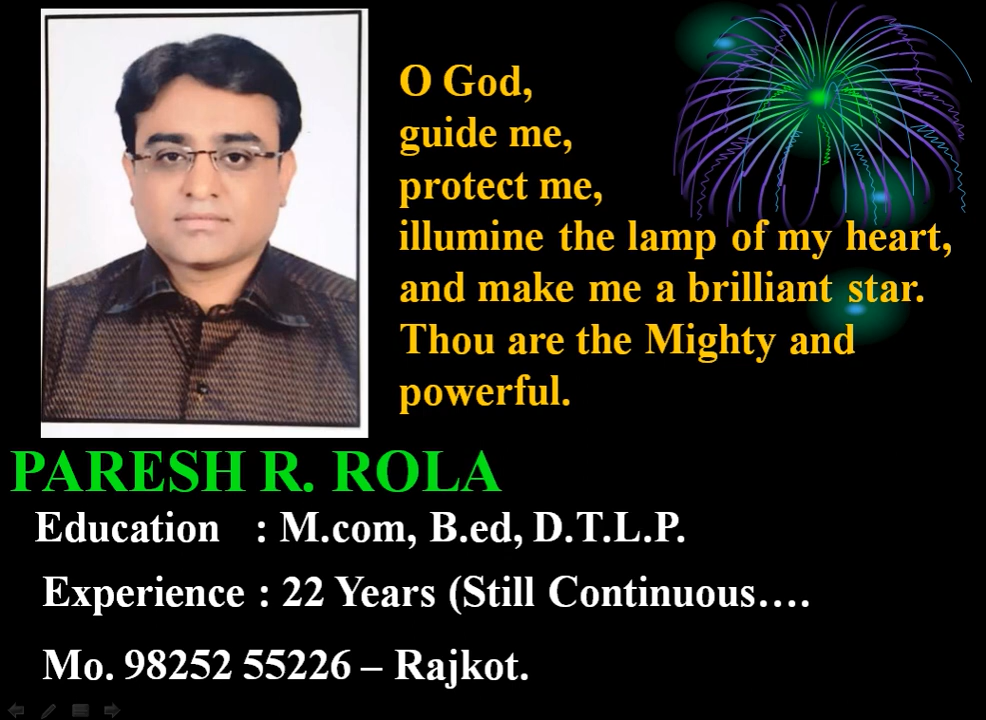 O God,
guide me,
protect me,
illumine the lamp of my heart,
and make me a brilliant star.
Thou are the Mighty and
powerful.
PARESH R. ROLA
Education : M.com, B.ed, D.T.L.P.
Experience : 22 Years (Still Continuous….
Mo. 98252 55226 – Rajkot.